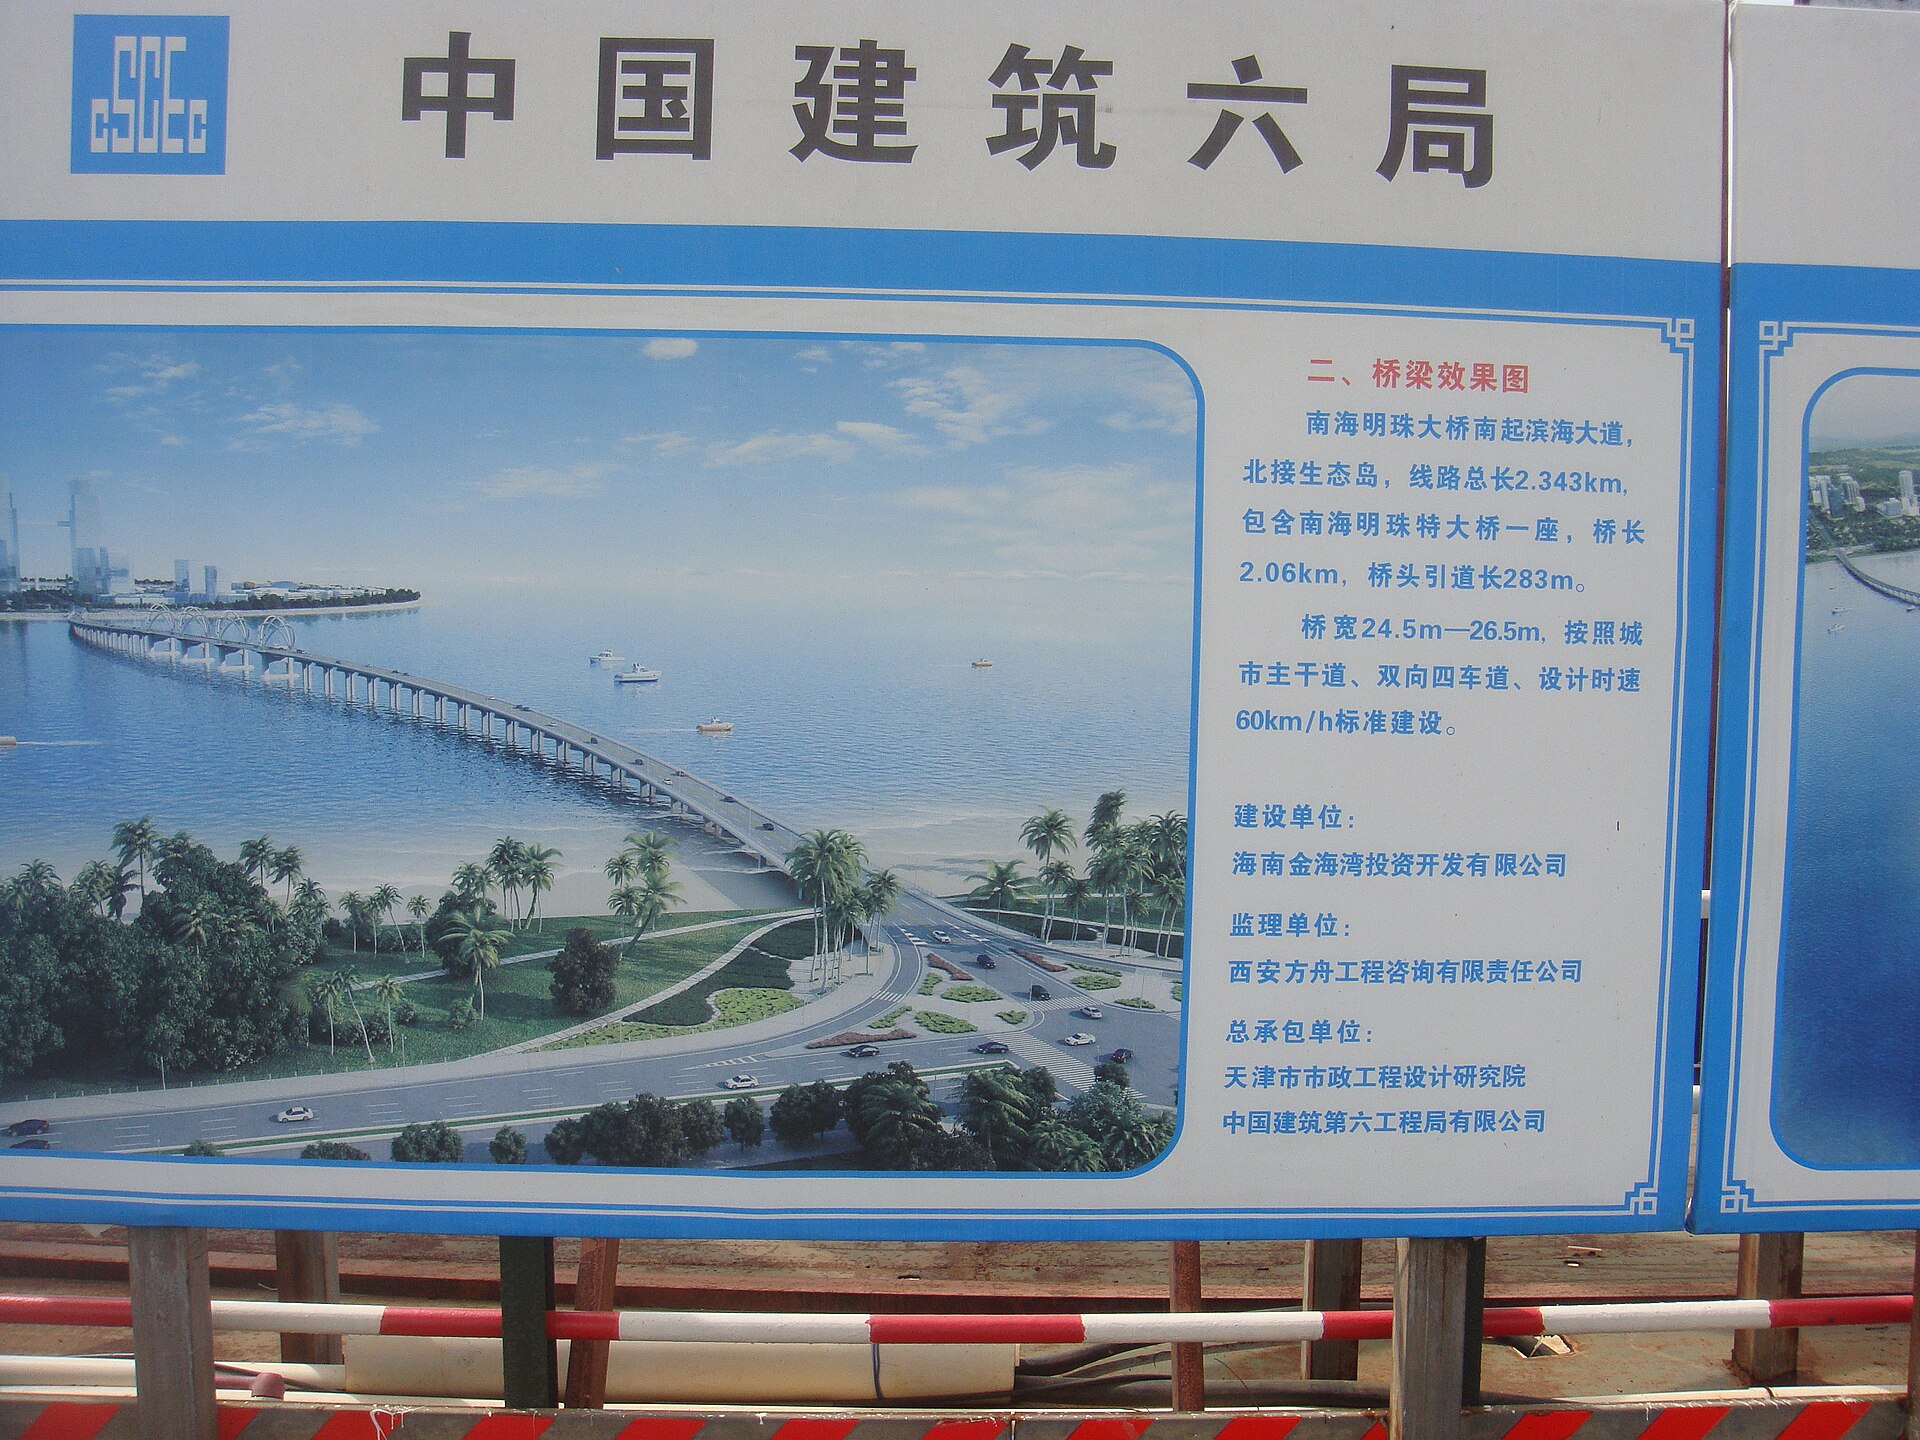 CSCEC
中国建筑六局
二、桥梁效果图
南海明珠大桥南起滨海大道，
北接生态岛，线路总长2.343km,
包含南海明珠特大桥一座，桥长
2.06km, 桥头引道长283m。
桥宽24.5m—26.5m, 按照城
市主干道、双向四车道、设计时速
60km/h标准建设。
建设单位：
海南金海湾投资开发有限公司
监理单位：
西安方舟工程咨询有限责任公司
总承包单位：
天津市市政工程设计研究院
中国建筑第六工程局有限公司